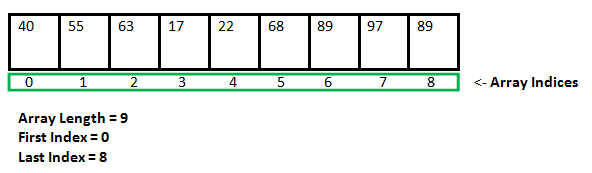 40 55 63 17 22 68 89 97 89
0 1 2 3 4 5 6 7 8 <- Array Indices
Array Length = 9
First Index = 0
Last Index = 8